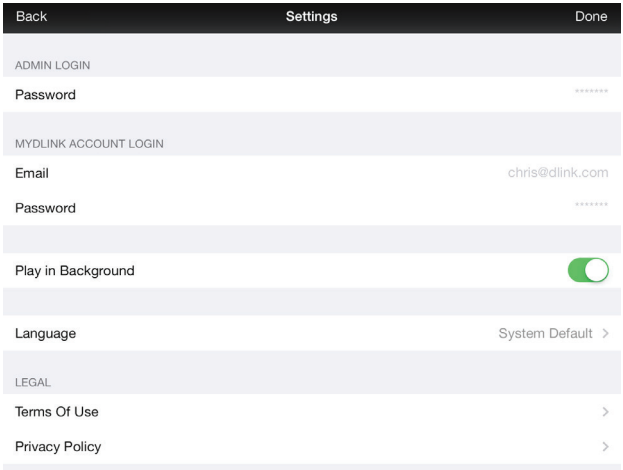 Back Settings Done
ADMIN LOGIN
Password *******
MYDLINK ACCOUNT LOGIN
Email chris@dlink.com
Password *******
Play in Background
Language System Default >
LEGAL
Terms Of Use >
Privacy Policy >